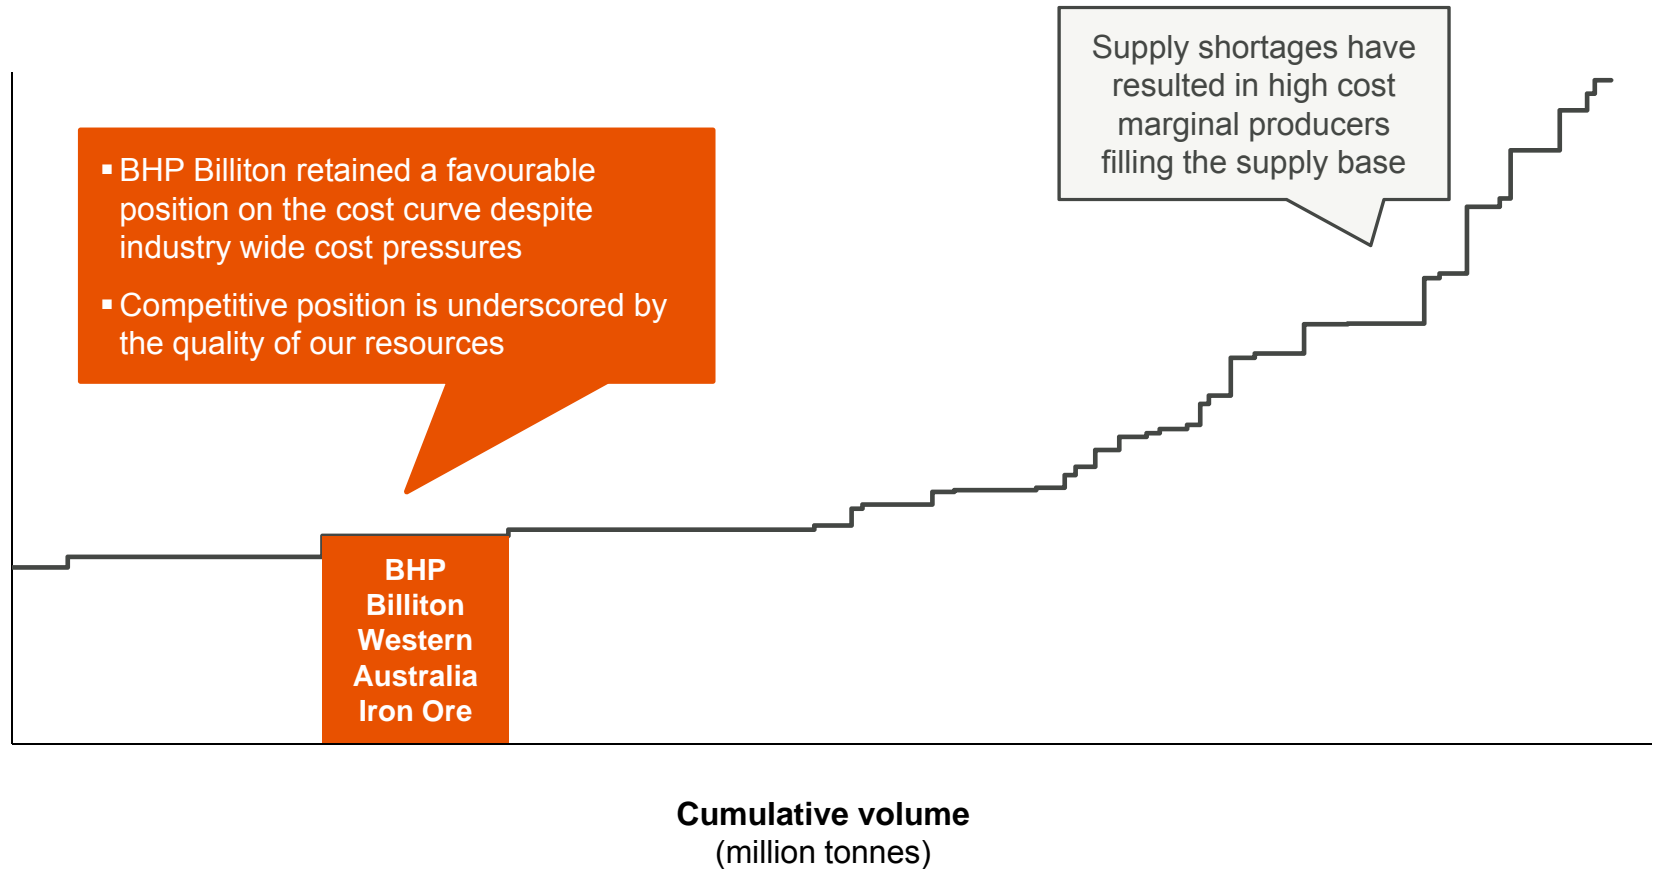 Supply shortages have
resulted in high cost
marginal producers
filling the supply base
▪ BHP Billiton retained a favourable
position on the cost curve despite
industry wide cost pressures
▪ Competitive position is underscored by
the quality of our resources
BHP
Billiton
Western
Australia
Iron Ore
Cumulative volume
(million tonnes)